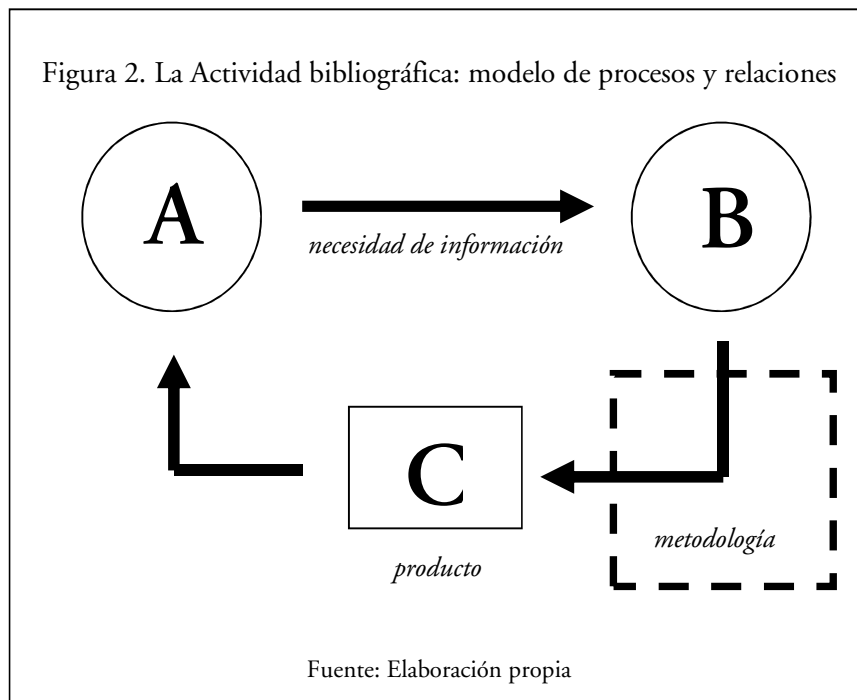 Figura 2. La Actividad bibliográfica: modelo de procesos y relaciones
A
B
necesidad de información
C
metodología
producto
Fuente: Elaboración propia